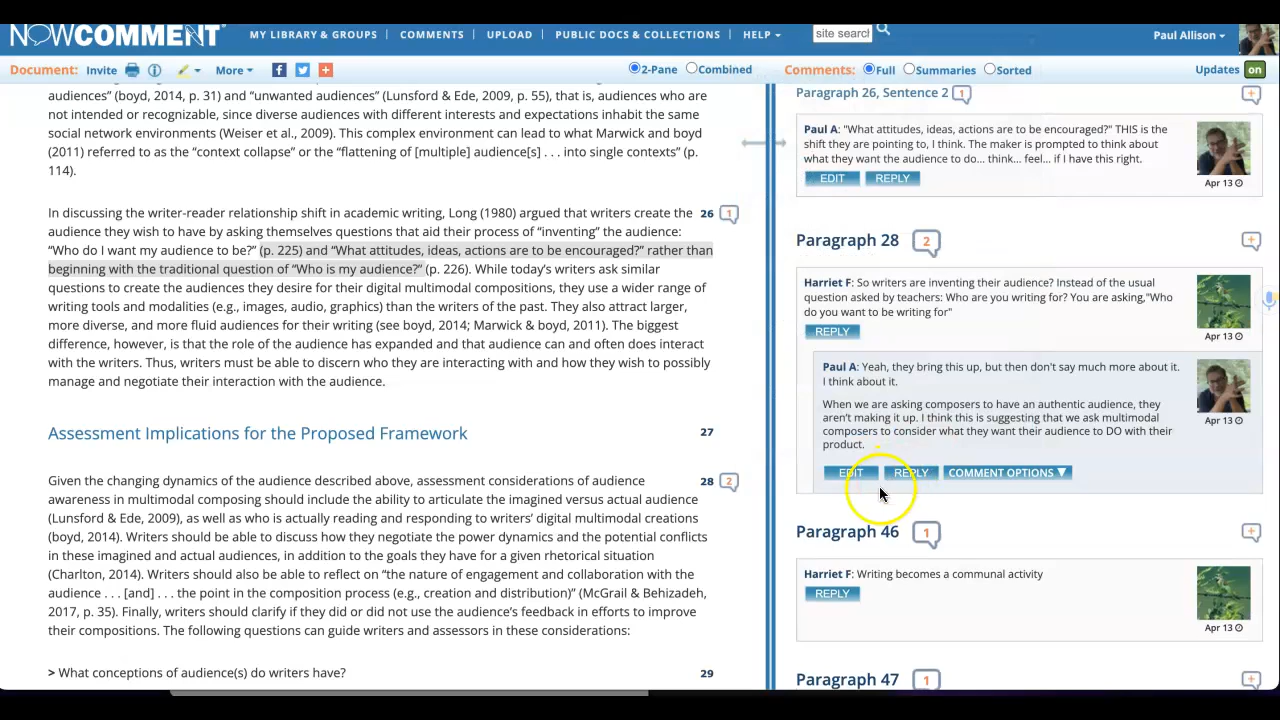 NOWCOMMENT
MY LIBRARY & GROUPS COMMENTS UPLOAD PUBLIC DOCS & COLLECTIONS HELP site search Paul Allison
Document: Invite More 2-Pane Combined Comments: Full Summaries Sorted Updates on
audiences” (boyd, 2014, p. 31) and “unwanted audiences” (Lunsford & Ede, 2009, p. 55), that is, audiences who are
not intended or recognizable, since diverse audiences with different interests and expectations inhabit the same
social network environments (Weiser et al., 2009). This complex environment can lead to what Marwick and boyd
(2011) referred to as the “context collapse” or the “flattening of [multiple] audience[s] . . . into single contexts” (p.
114).
In discussing the writer-reader relationship shift in academic writing, Long (1980) argued that writers create the 26 1
audience they wish to have by asking themselves questions that aid their process of “inventing” the audience:
“Who do I want my audience to be?” (p. 225) and “What attitudes, ideas, actions are to be encouraged?” rather than
beginning with the traditional question of “Who is my audience?” (p. 226). While today’s writers ask similar
questions to create the audiences they desire for their digital multimodal compositions, they use a wider range of
writing tools and modalities (e.g., images, audio, graphics) than the writers of the past. They also attract larger,
more diverse, and more fluid audiences for their writing (see boyd, 2014; Marwick & boyd, 2011). The biggest
difference, however, is that the role of the audience has expanded and that audience can and often does interact
with the writers. Thus, writers must be able to discern who they are interacting with and how they wish to possibly
manage and negotiate their interaction with the audience.
Assessment Implications for the Proposed Framework 27
Given the changing dynamics of the audience described above, assessment considerations of audience 28 2
awareness in multimodal composing should include the ability to articulate the imagined versus actual audience
(Lunsford & Ede, 2009), as well as who is actually reading and responding to writers’ digital multimodal creations
(boyd, 2014). Writers should be able to discuss how they negotiate the power dynamics and the potential conflicts
in these imagined and actual audiences, in addition to the goals they have for a given rhetorical situation
(Charlton, 2014). Writers should also be able to reflect on “the nature of engagement and collaboration with the
audience . . . [and] . . . the point in the composition process (e.g., creation and distribution)” (McGrail & Behizadeh,
2017, p. 35). Finally, writers should clarify if they did or did not use the audience’s feedback in efforts to improve
their compositions. The following questions can guide writers and assessors in these considerations:
> What conceptions of audience(s) do writers have? 29
Paragraph 26, Sentence 2 1
Paul A: "What attitudes, ideas, actions are to be encouraged?" THIS is the
shift they are pointing to, I think. The maker is prompted to think about
what they want the audience to do... think... feel... if I have this right.
EDIT REPLY
Apr 13
Paragraph 28 2
Harriet F: So writers are inventing their audience? Instead of the usual
question asked by teachers: Who are you writing for? You are asking,"Who
do you want to be writing for"
REPLY
Apr 13
Paul A: Yeah, they bring this up, but then don't say much more about it.
I think about it.
When we are asking composers to have an authentic audience, they
aren't making it up. I think this is suggesting that we ask multimodal
composers to consider what they want their audience to DO with their
product.
Apr 13
EDIT REPLY COMMENT OPTIONS
Paragraph 46 1
Harriet F: Writing becomes a communal activity
REPLY
Apr 13
Paragraph 47 1